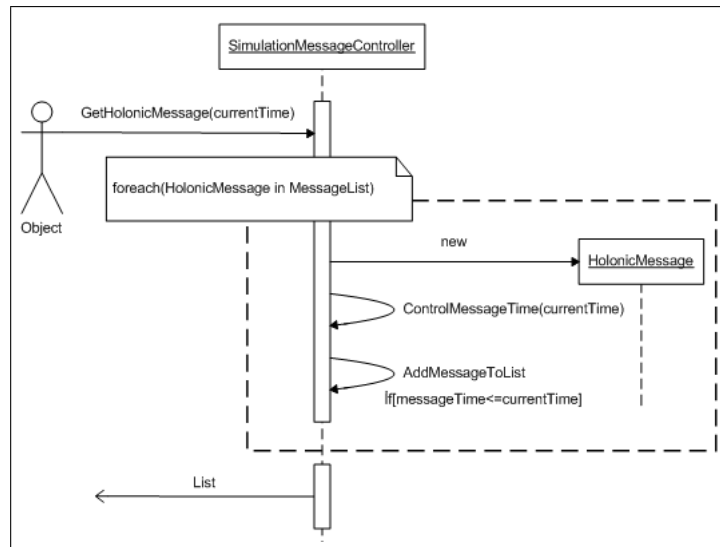 SimulationMessageController
GetHolonicMessage(currentTime)
foreach(HolonicMessage in MessageList)
Object
new
HolonicMessage
ControlMessageTime(currentTime)
AddMessageToList
İf[messageTime<=currentTime]
List